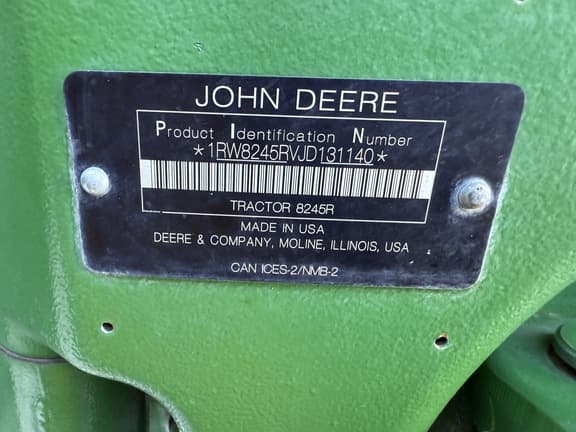 JOHN DEERE
Product Identification Number
*1RW8245RVJD131140*
TRACTOR 8245R
MADE IN USA
DEERE & COMPANY, MOLINE, ILLINOIS, USA
CAN ICES-2/NMB-2